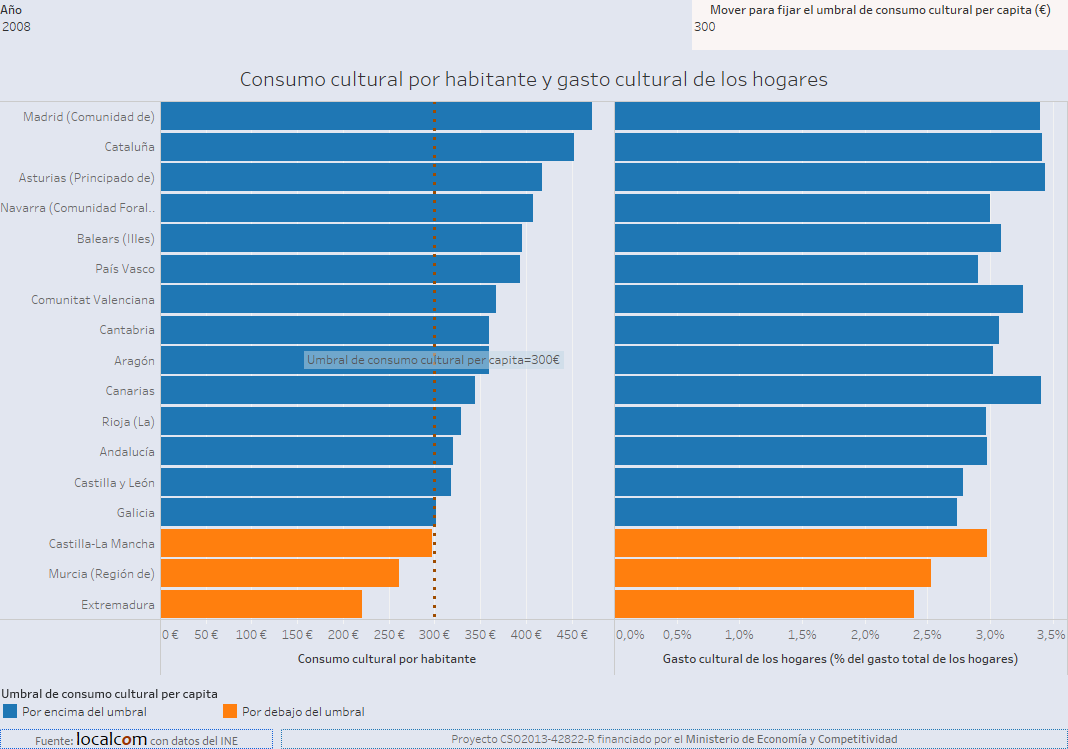 Año
2008
Mover para fijar el umbral de consumo cultural per capita (€)
300
Consumo cultural por habitante y gasto cultural de los hogares
Madrid (Comunidad de)
Cataluña
Asturias (Principado de)
Navarra (Comunidad Foral..
Balears (Illes)
País Vasco
Comunitat Valenciana
Cantabria
Aragón
Umbral de consumo cultural per capita=300€
Canarias
Rioja (La)
Andalucía
Castilla y León
Galicia
Castilla-La Mancha
Murcia (Región de)
Extremadura
0 € 50 € 100 € 150 € 200 € 250 € 300 € 350 € 400 € 450 €
0,0% 0,5% 1,0% 1,5% 2,0% 2,5% 3,0% 3,5%
Consumo cultural por habitante
Gasto cultural de los hogares (% del gasto total de los hogares)
Umbral de consumo cultural per capita
Por encima del umbral
Por debajo del umbral
Fuente: localcom con datos del INE
Proyecto CSO2013-42822-R financiado por el Ministerio de Economía y Competitividad